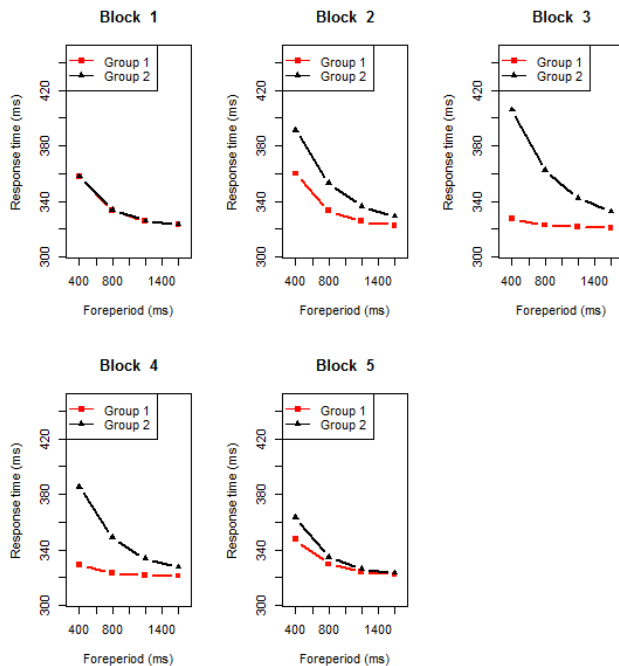 Block 1
Group 1
Group 2
Response time (ms)
300 340 380 420
400 800 1400
Foreperiod (ms)
Block 2
Group 1
Group 2
Response time (ms)
300 340 380 420
400 800 1400
Foreperiod (ms)
Block 3
Group 1
Group 2
Response time (ms)
300 340 380 420
400 800 1400
Foreperiod (ms)
Block 4
Group 1
Group 2
Response time (ms)
300 340 380 420
400 800 1400
Foreperiod (ms)
Block 5
Group 1
Group 2
Response time (ms)
300 340 380 420
400 800 1400
Foreperiod (ms)